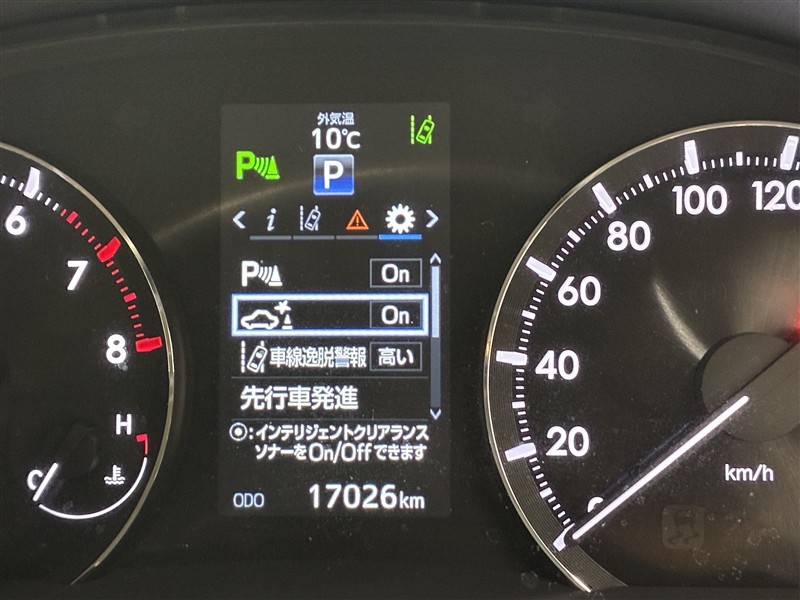 外気温
10℃
P
P
i
P
On
On
車線逸脱警報
高い
先行車発進
:インテリジェントクリアランス
ソナーをOn/Offできます
ODO 17026km
6
7
8
H
C
20
40
60
80
100
120
km/h